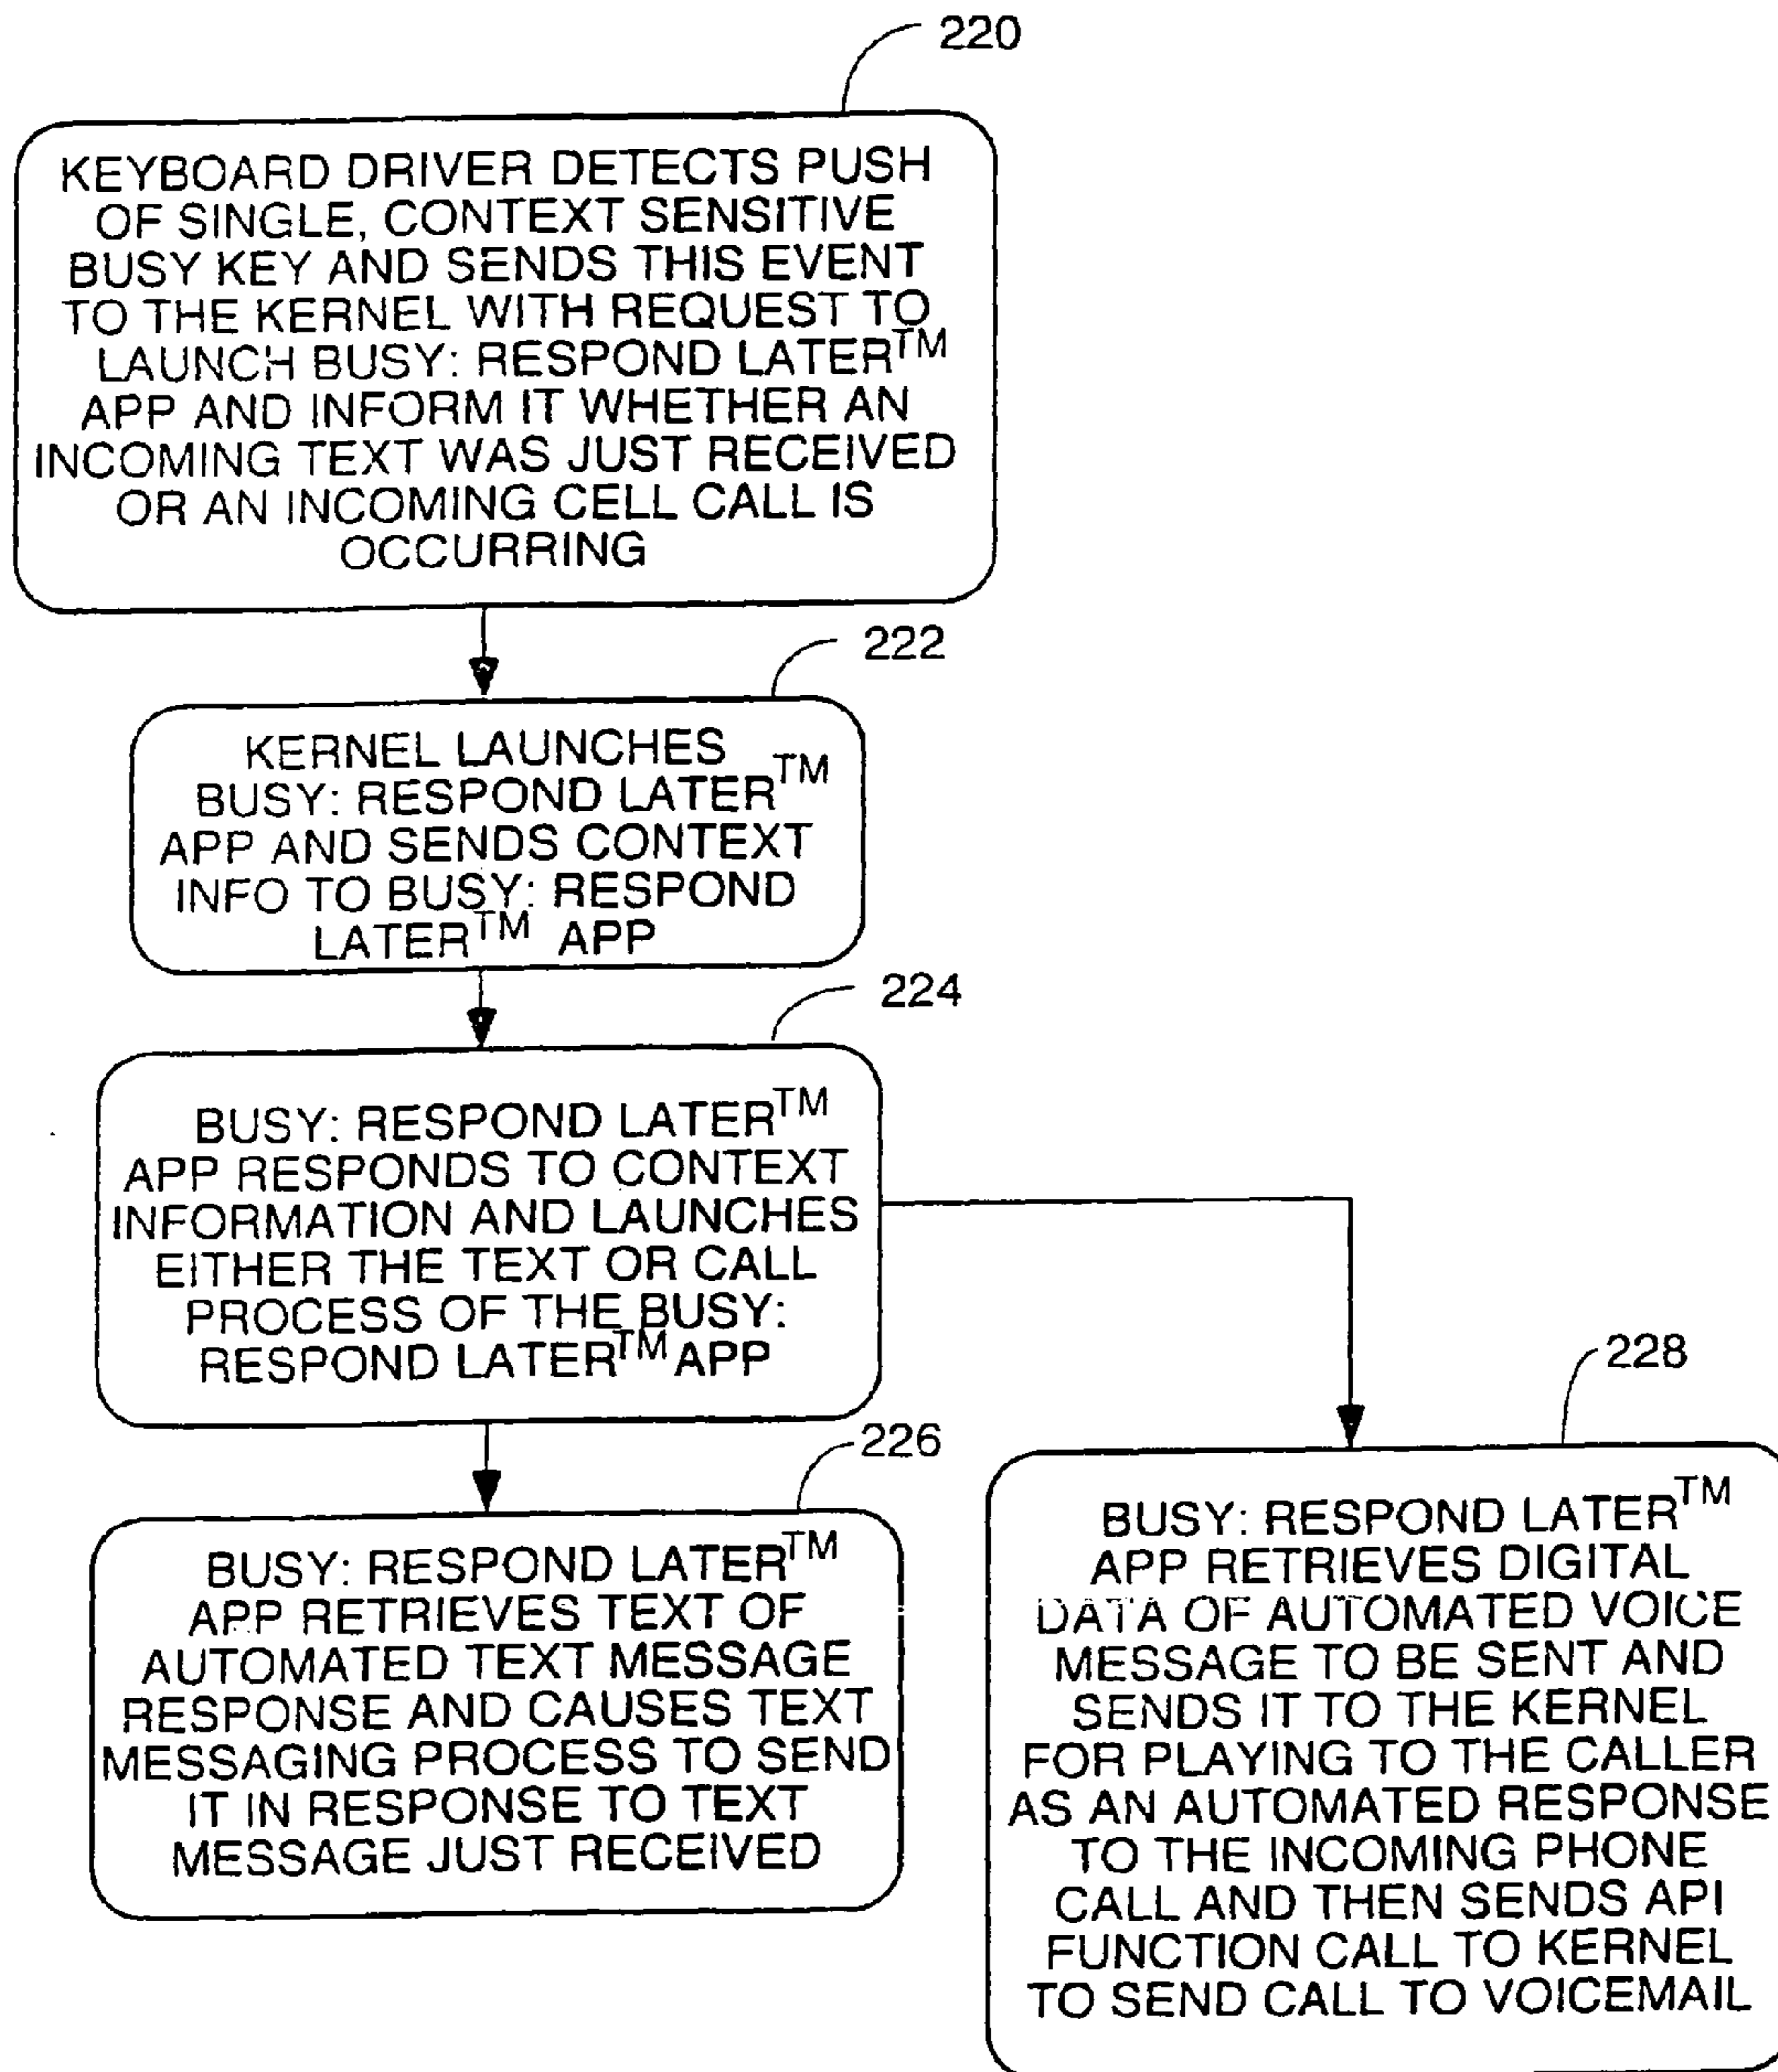 220
KEYBOARD DRIVER DETECTS PUSH
OF SINGLE, CONTEXT SENSITIVE
BUSY KEY AND SENDS THIS EVENT
TO THE KERNEL WITH REQUEST TO
LAUNCH BUSY: RESPOND LATER™
APP AND INFORM IT WHETHER AN
INCOMING TEXT WAS JUST RECEIVED
OR AN INCOMING CELL CALL IS
OCCURRING
222
KERNEL LAUNCHES
BUSY: RESPOND LATER™
APP AND SENDS CONTEXT
INFO TO BUSY: RESPOND
LATER™ APP
224
BUSY: RESPOND LATER™
APP RESPONDS TO CONTEXT
INFORMATION AND LAUNCHES
EITHER THE TEXT OR CALL
PROCESS OF THE BUSY:
RESPOND LATER™ APP
226
BUSY: RESPOND LATER™
APP RETRIEVES TEXT OF
AUTOMATED TEXT MESSAGE
RESPONSE AND CAUSES TEXT
MESSAGING PROCESS TO SEND
IT IN RESPONSE TO TEXT
MESSAGE JUST RECEIVED
228
BUSY: RESPOND LATER™
APP RETRIEVES DIGITAL
DATA OF AUTOMATED VOICE
MESSAGE TO BE SENT AND
SENDS IT TO THE KERNEL
FOR PLAYING TO THE CALLER
AS AN AUTOMATED RESPONSE
TO THE INCOMING PHONE
CALL AND THEN SENDS API
FUNCTION CALL TO KERNEL
TO SEND CALL TO VOICEMAIL